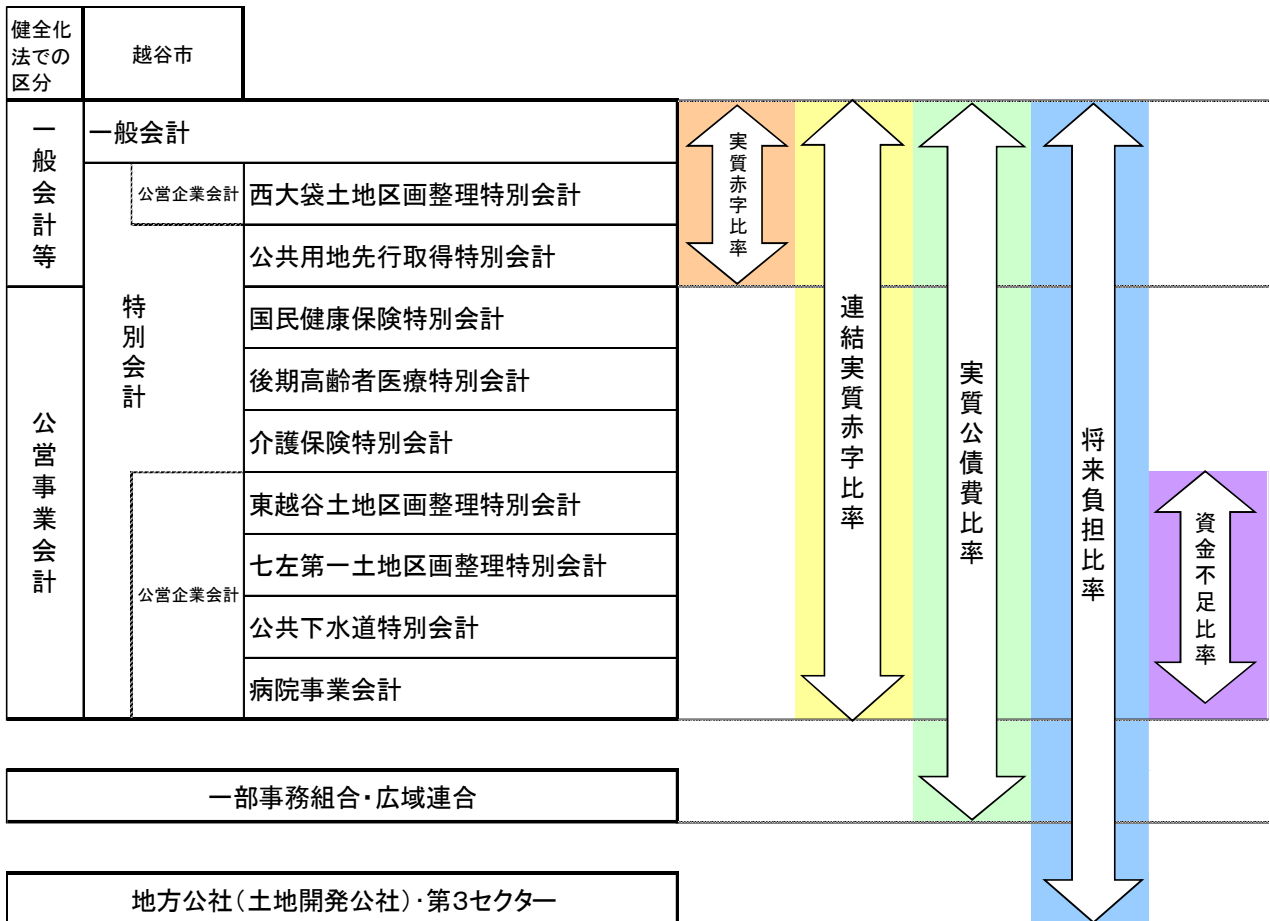 健全化
法での
区分
越谷市
一般会計等
一般会計
公営企業会計
西大袋土地区画整理特別会計
公共用地先行取得特別会計
特別会計
公営事業会計
国民健康保険特別会計
後期高齢者医療特別会計
介護保険特別会計
公営企業会計
東越谷土地区画整理特別会計
七左第一土地区画整理特別会計
公共下水道特別会計
病院事業会計
実質赤字比率
連結実質赤字比率
実質公債費比率
将来負担比率
資金不足比率
一部事務組合・広域連合
地方公社(土地開発公社)・第3セクター